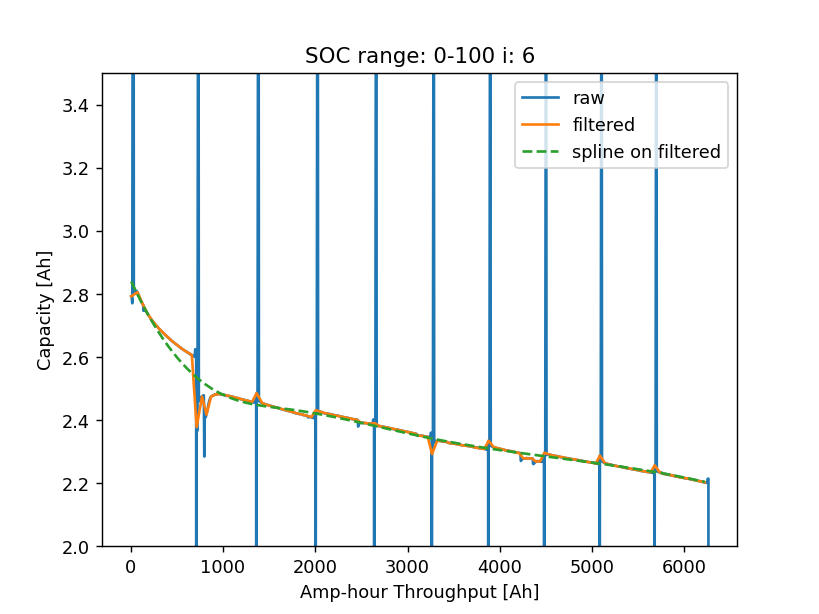 SOC range: 0-100 i: 6
raw
filtered
spline on filtered
3.4
3.2
3.0
2.8
2.6
2.4
2.2
2.0
Capacity [Ah]
0 1000 2000 3000 4000 5000 6000
Amp-hour Throughput [Ah]